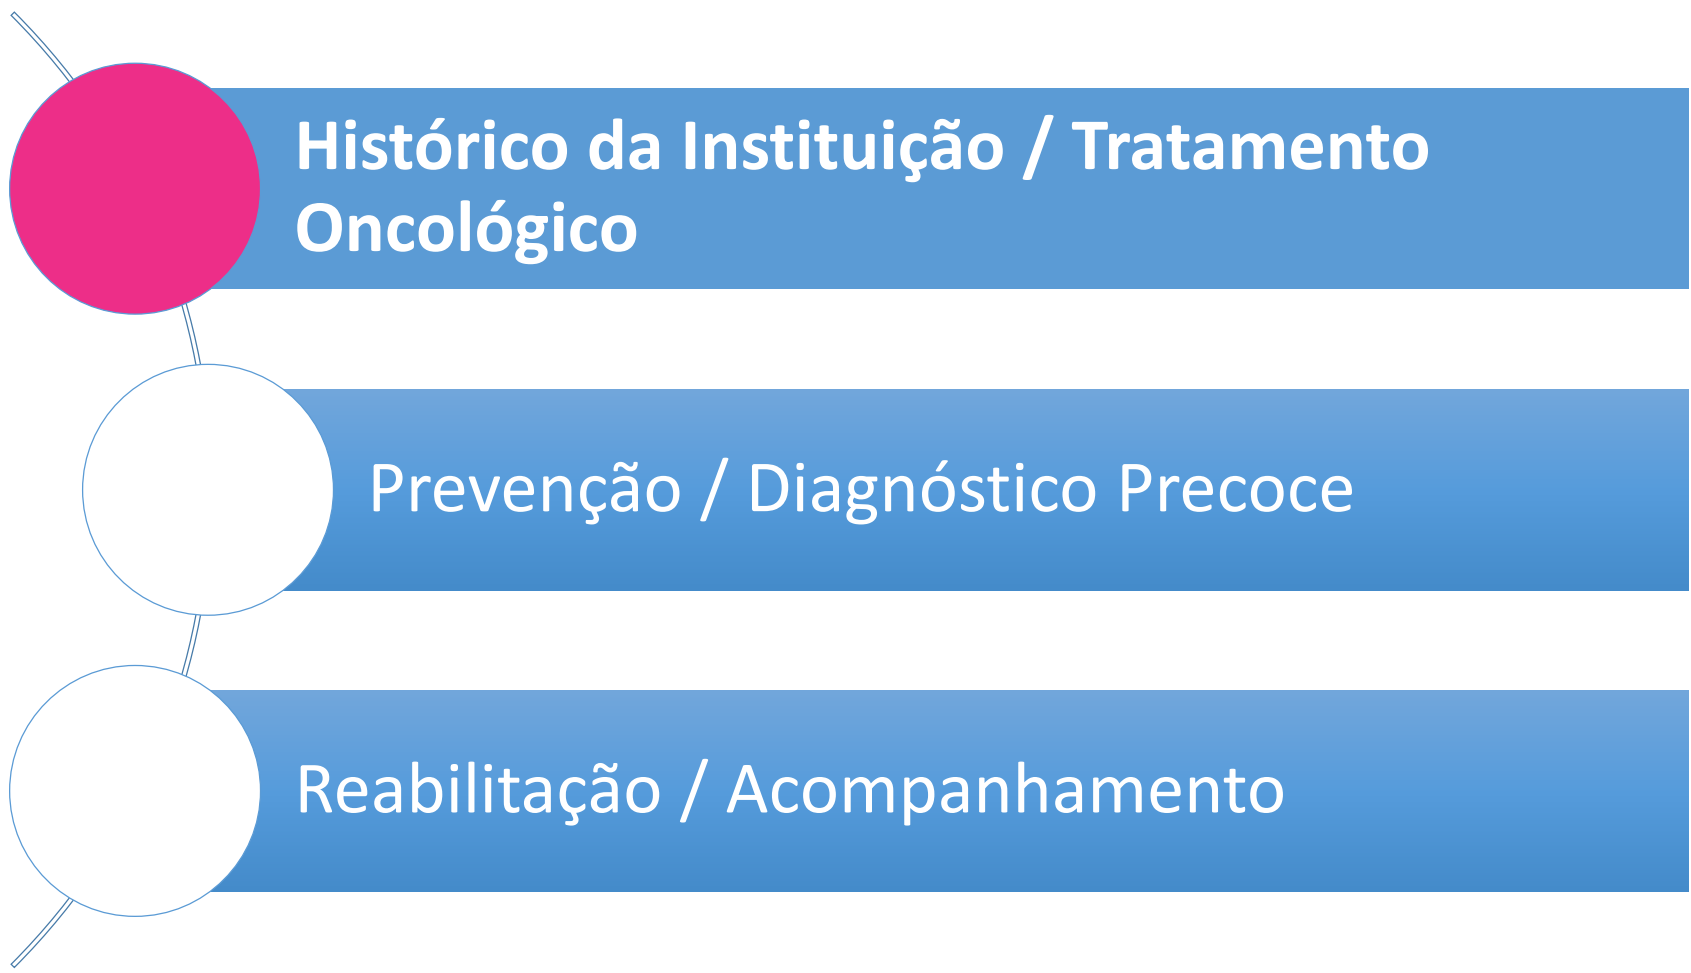 Histórico da Instituição / Tratamento
Oncológico
Prevenção / Diagnóstico Precoce
Reabilitação / Acompanhamento